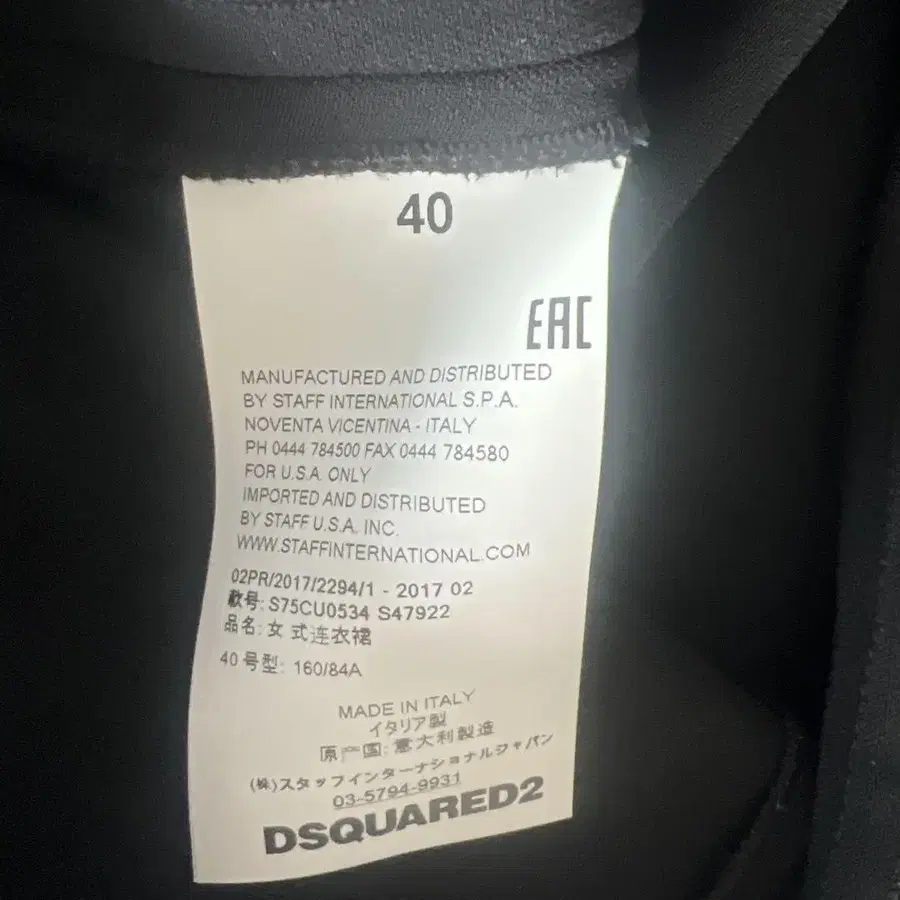 40
EAC
MANUFACTURED AND DISTRIBUTED
BY STAFF INTERNATIONAL S.P.A.
NOVENTA VICENTINA - ITALY
PH 0444 784500 FAX 0444 784580
FOR U.S.A. ONLY
IMPORTED AND DISTRIBUTED
BY STAFF U.S.A. INC.
WWW.STAFFINTERNATIONAL.COM
02PR/2017/2294/1 - 2017 02
款号: S75CU0534 S47922
品名: 女 式连衣裙
40 号型: 160/84A
MADE IN ITALY
イタリア製
原产国: 意大利製造
(株)スタッフインターナショナルジャパン
03-5794-9931
DSQUARED2